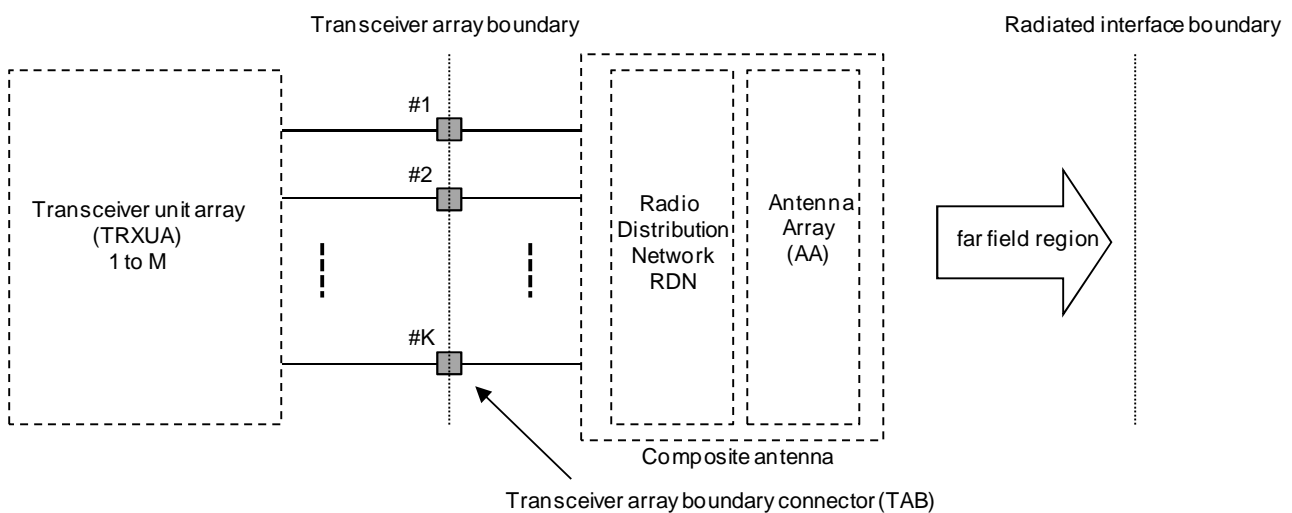 Transceiver array boundary
Radiated interface boundary
#1
#2
Transceiver unit array
(TRXUA)
1 to M
Radio
Distribution
Network
RDN
Antenna
Array
(AA)
far field region
#K
Composite antenna
Transceiver array boundary connector (TAB)